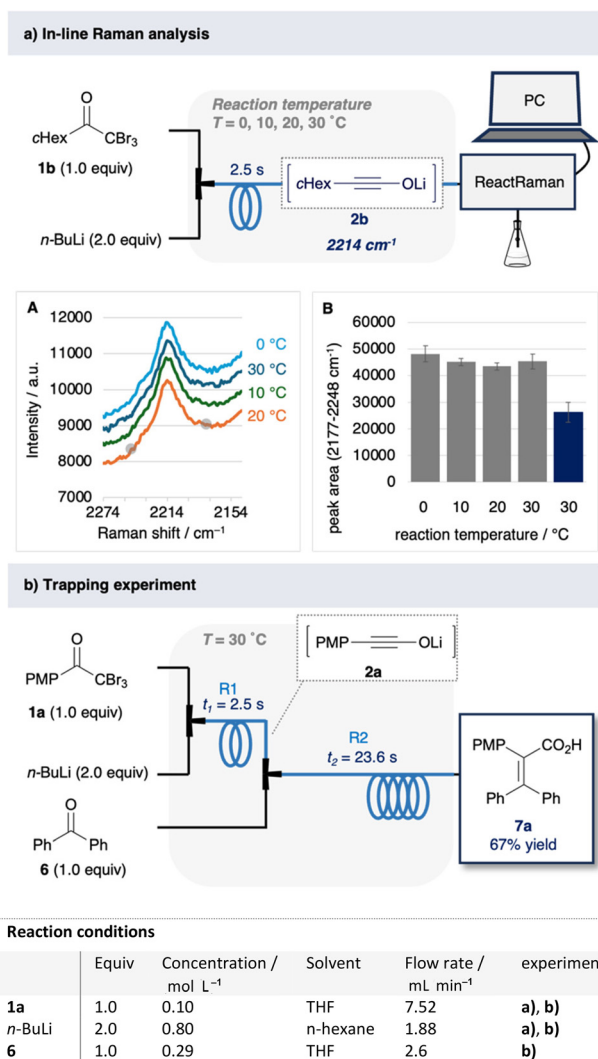 a) In-line Raman analysis
O
cHex
CBr3
1b (1.0 equiv)
n-BuLi (2.0 equiv)
Reaction temperature
T = 0, 10, 20, 30 ˚C
2.5 s
cHex
OLi
2b
2214 cm-1
PC
ReactRaman
A
12000
11000
10000
9000
8000
7000
Intensity / a.u.
0 °C
30 °C
10 °C
20 °C
2274
2214
2154
Raman shift / cm–1
B
60000
50000
40000
30000
20000
10000
0
peak area (2177-2248 cm-1)
0 10 20 30 30
reaction temperature / °C
b) Trapping experiment
O
PMP
CBr3
1a (1.0 equiv)
n-BuLi (2.0 equiv)
O
Ph
Ph
6 (1.0 equiv)
T = 30 ˚C
R1
t1 = 2.5 s
PMP
OLi
2a
R2
t2 = 23.6 s
PMP
CO2H
Ph
Ph
7a
67% yield
Reaction conditions
Equiv Concentration / Solvent Flow rate / experimen
mol L–1 mL min–1
1a 1.0 0.10 THF 7.52 a), b)
n-BuLi 2.0 0.80 n-hexane 1.88 a), b)
6 1.0 0.29 THF 2.6 b)